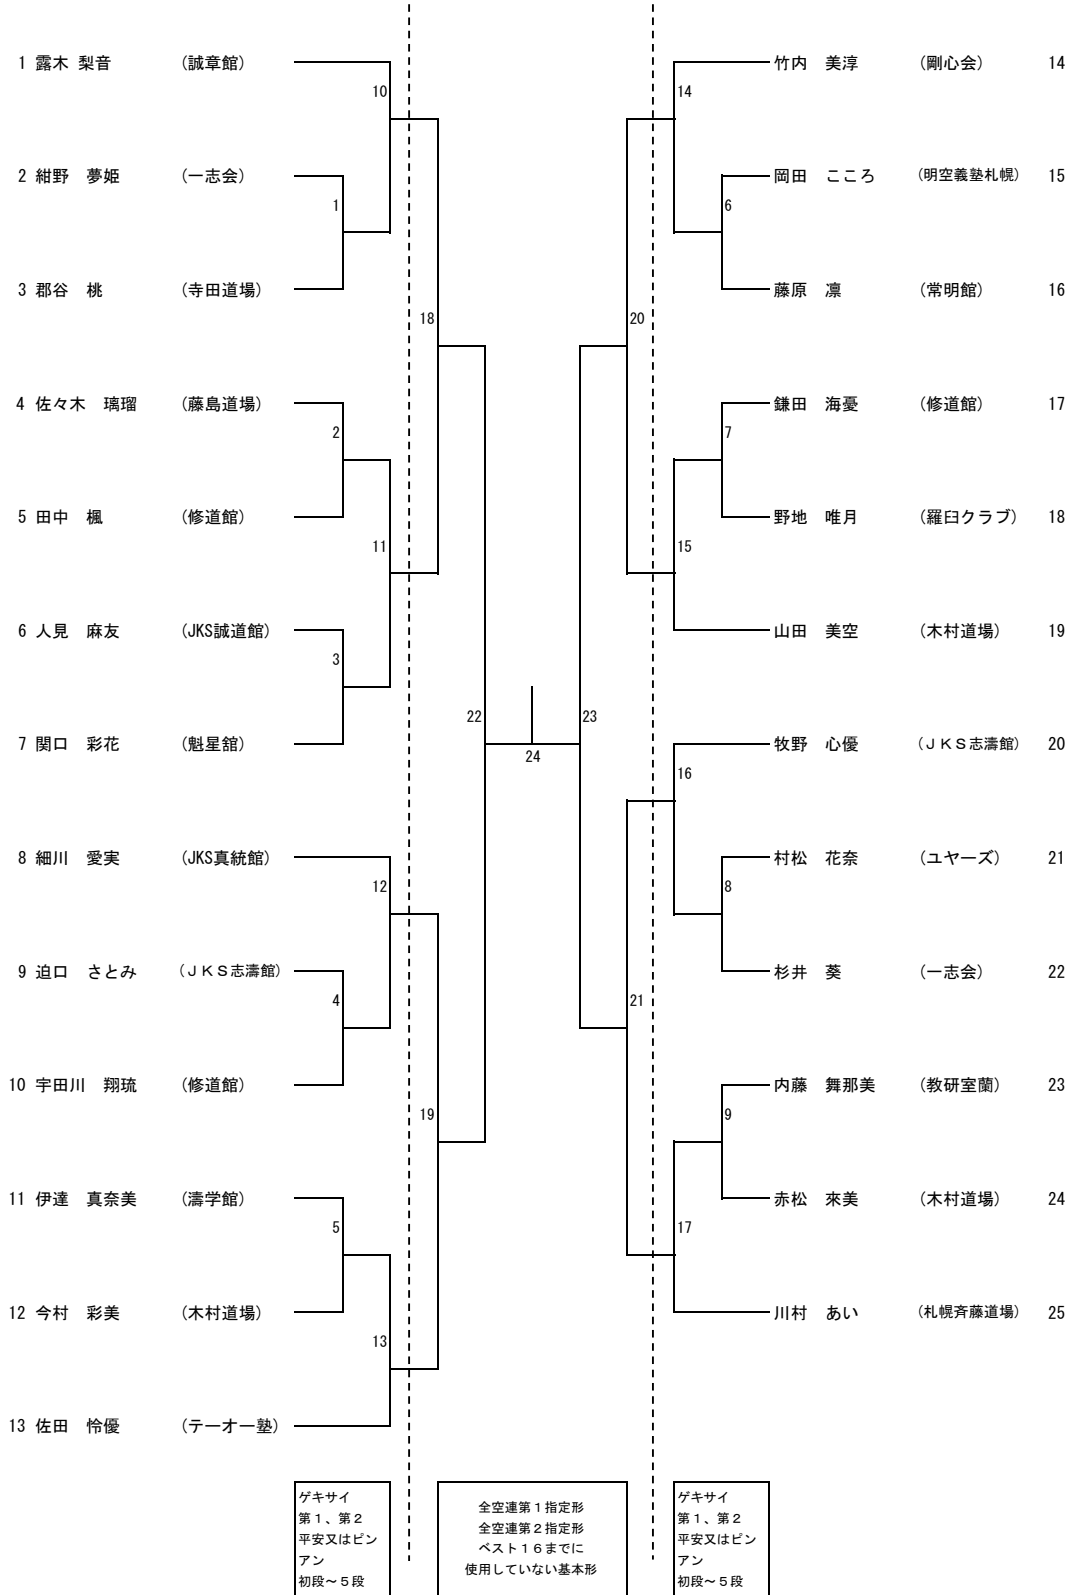 1 露木 梨音 (誠章館)
10
2 紺野 夢姫 (一志会)
1
3 郡谷 桃 (寺田道場)
18
4 佐々木 璃瑠 (藤島道場)
2
5 田中 楓 (修道館)
11
6 人見 麻友 (JKS誠道館)
3
7 関口 彩花 (魁星舘)
22
8 細川 愛実 (JKS真統館)
12
9 迫口 さとみ (ＪＫＳ志濤館)
4
10 宇田川 翔琉 (修道館)
19
11 伊達 真奈美 (濤学館)
5
12 今村 彩美 (木村道場)
13
13 佐田 怜優 (テーオー塾)
24
竹内 美淳 (剛心会) 14
14
岡田 こころ (明空義塾札幌) 15
6
藤原 凛 (常明館) 16
20
鎌田 海憂 (修道館) 17
7
野地 唯月 (羅臼クラブ) 18
15
山田 美空 (木村道場) 19
23
牧野 心優 (ＪＫＳ志濤館) 20
16
村松 花奈 (ユヤーズ) 21
8
杉井 葵 (一志会) 22
21
内藤 舞那美 (教研室蘭) 23
9
赤松 來美 (木村道場) 24
17
川村 あい (札幌斉藤道場) 25
ゲキサイ
第１、第２
平安又はピン
アン
初段～５段
全空連第１指定形
全空連第２指定形
ベスト１６までに
使用していない基本形
ゲキサイ
第１、第２
平安又はピン
アン
初段～５段